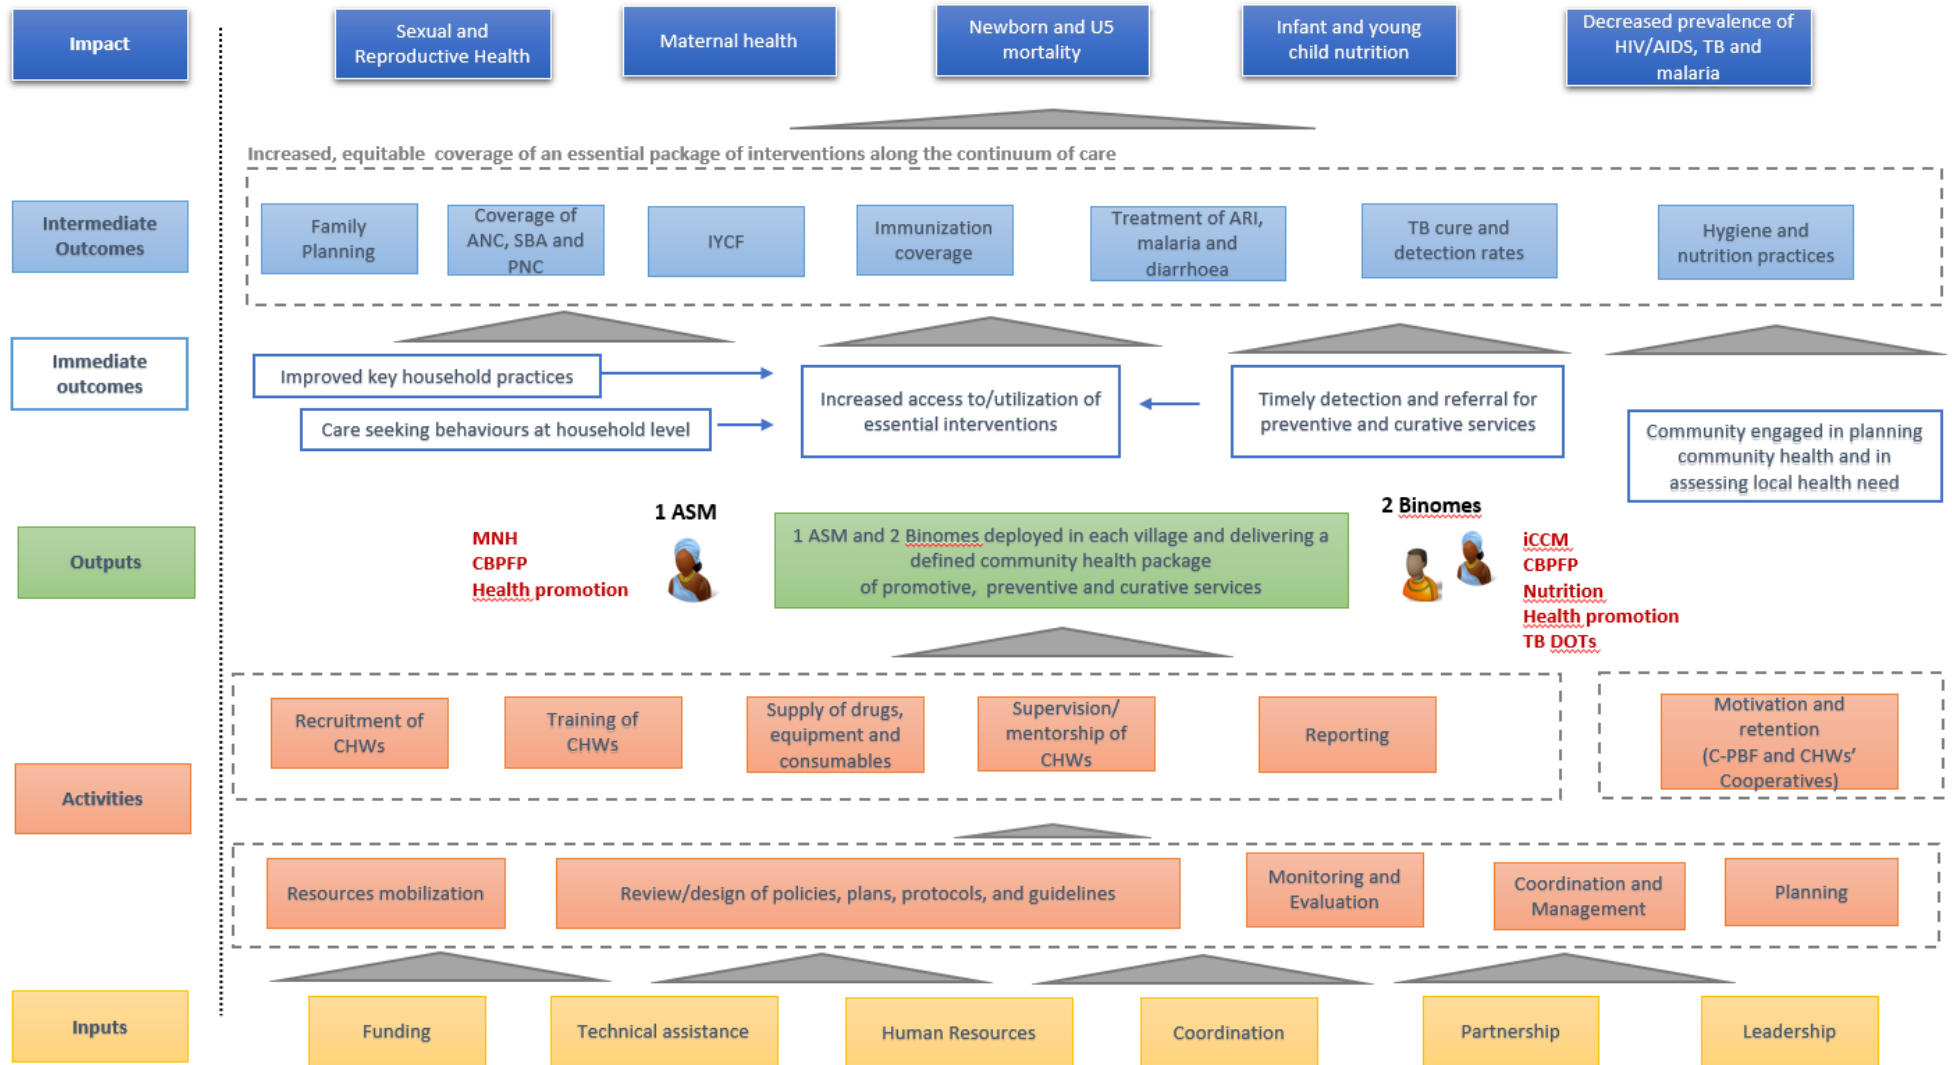 Impact
Sexual and
Reproductive Health
Maternal health
Newborn and U5
mortality
Infant and young
child nutrition
Decreased prevalence of
HIV/AIDS, TB and
malaria
Increased, equitable coverage of an essential package of interventions along the continuum of care
Intermediate
Outcomes
Family
Planning
Coverage of
ANC, SBA and
PNC
IYCF
Immunization
coverage
Treatment of ARI,
malaria and
diarrhoea
TB cure and
detection rates
Hygiene and
nutrition practices
Immediate
outcomes
Improved key household practices
Care seeking behaviours at household level
Increased access to/utilization of
essential interventions
Timely detection and referral for
preventive and curative services
Community engaged in planning
community health and in
assessing local health need
Outputs
MNH
CBPFP
Health promotion
1 ASM
1 ASM and 2 Binomes deployed in each village and delivering a
defined community health package
of promotive, preventive and curative services
2 Binomes
iCCM
CBPFP
Nutrition
Health promotion
TB DOTs
Activities
Recruitment of
CHWs
Training of
CHWs
Supply of drugs,
equipment and
consumables
Supervision/
mentorship of
CHWs
Reporting
Motivation and
retention
(C-PBF and CHWs’
Cooperatives)
Resources mobilization
Review/design of policies, plans, protocols, and guidelines
Monitoring and
Evaluation
Coordination and
Management
Planning
Inputs
Funding
Technical assistance
Human Resources
Coordination
Partnership
Leadership